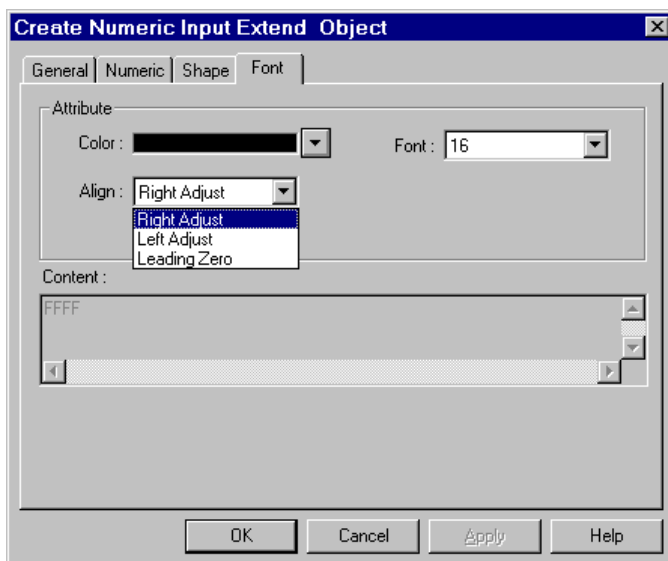 Create Numeric Input Extend Object
General Numeric Shape Font
Attribute
Color : Font : 16
Align : Right Adjust
Right Adjust
Left Adjust
Leading Zero
Content :
FFFF
OK Cancel Apply Help